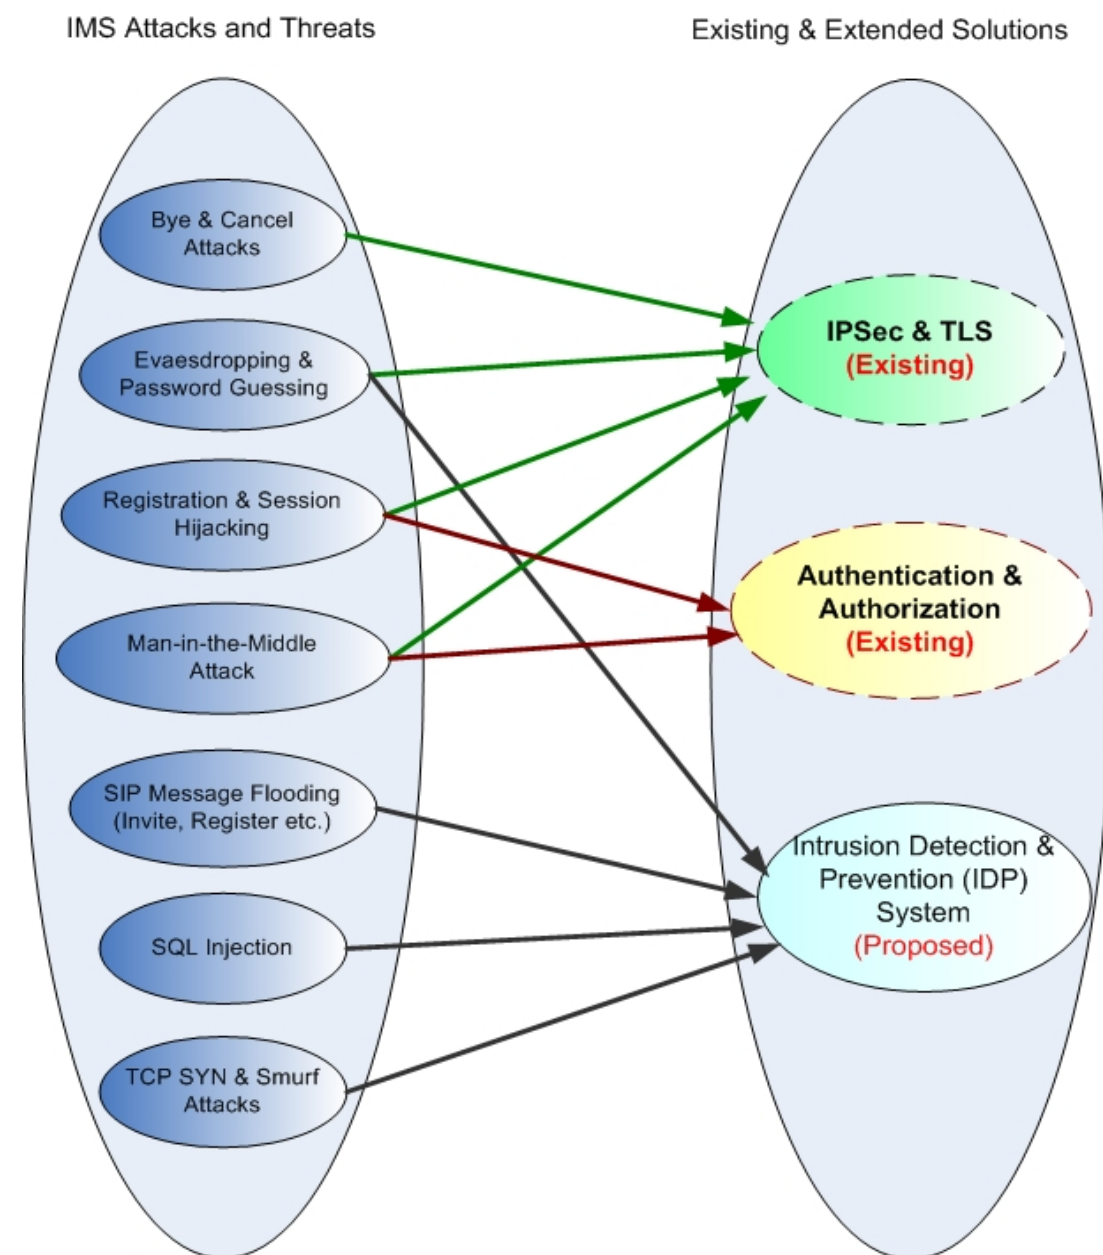 IMS Attacks and Threats
Existing & Extended Solutions
Bye & Cancel
Attacks
Evaesdropping &
Password Guessing
Registration & Session
Hijacking
Man-in-the-Middle
Attack
SIP Message Flooding
(Invite, Register etc.)
SQL Injection
TCP SYN & Smurf
Attacks
IPSec & TLS
(Existing)
Authentication &
Authorization
(Existing)
Intrusion Detection &
Prevention (IDP)
System
(Proposed)